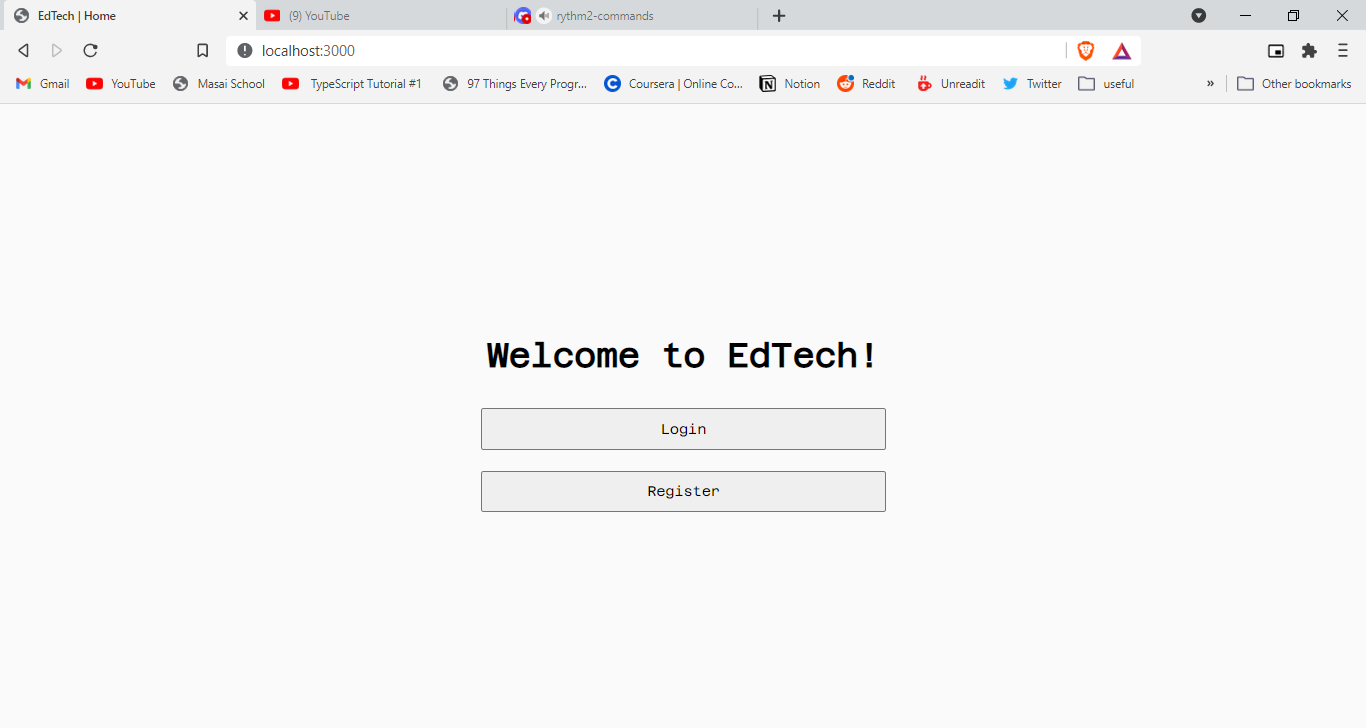 EdTech | Home (9) YouTube rythm2-commands
localhost:3000
Gmail YouTube Masai School TypeScript Tutorial #1 97 Things Every Progr... Coursera | Online Co... Notion Reddit Unreadit Twitter useful » Other bookmarks
Welcome to EdTech!
Login
Register